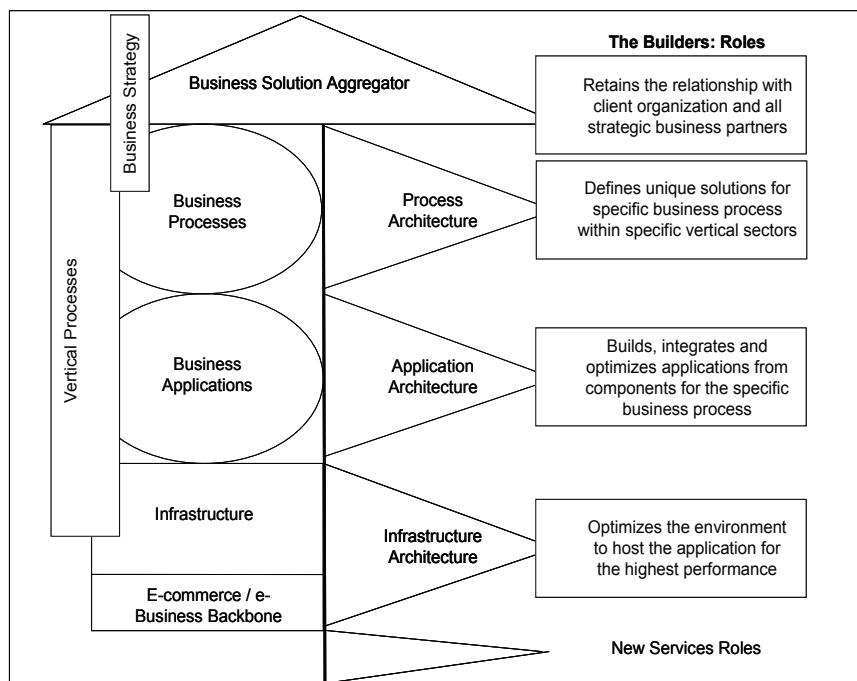 The Builders: Roles
Business Strategy
Business Solution Aggregator
Retains the relationship with
client organization and all
strategic business partners
Vertical Processes
Business
Processes
Process
Architecture
Defines unique solutions for
specific business process
within specific vertical sectors
Business
Applications
Application
Architecture
Builds, integrates and
optimizes applications from
components for the specific
business process
Infrastructure
Infrastructure
Architecture
Optimizes the environment
to host the application for
the highest performance
E-commerce / e-
Business Backbone
New Services Roles